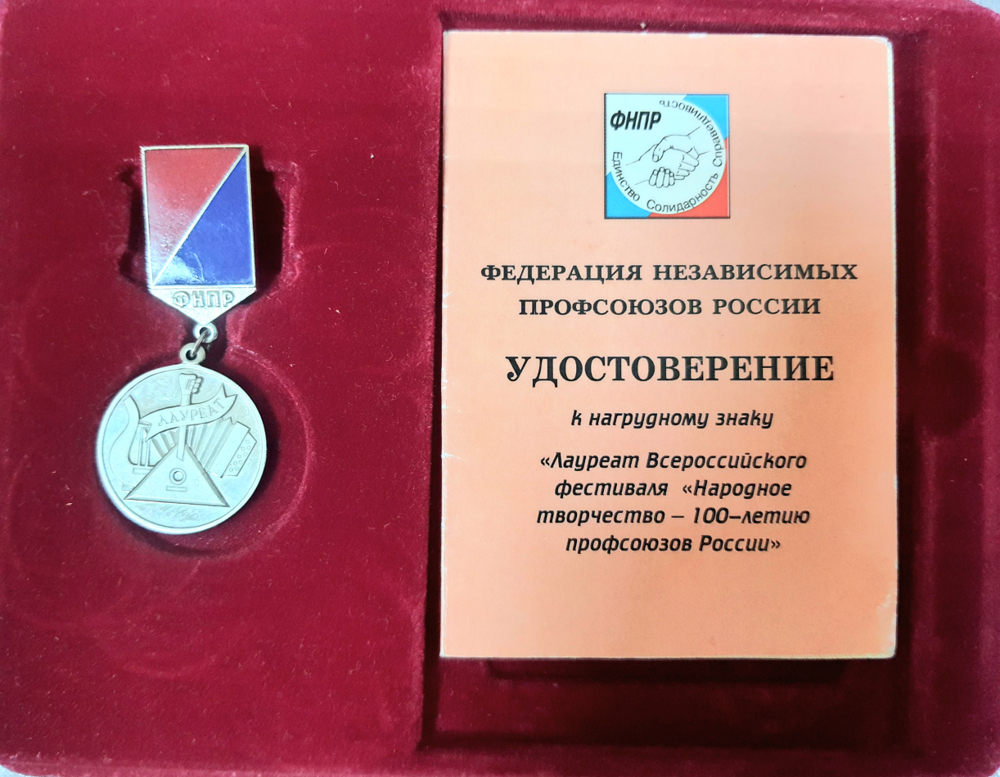 ФНПР
ЛАУРЕАТ
ФНПР
Единство Солидарность Справедливость
ФЕДЕРАЦИЯ НЕЗАВИСИМЫХ
ПРОФСОЮЗОВ РОССИИ
УДОСТОВЕРЕНИЕ
к нагрудному знаку
«Лауреат Всероссийского
фестиваля «Народное
творчество – 100-летию
профсоюзов России»